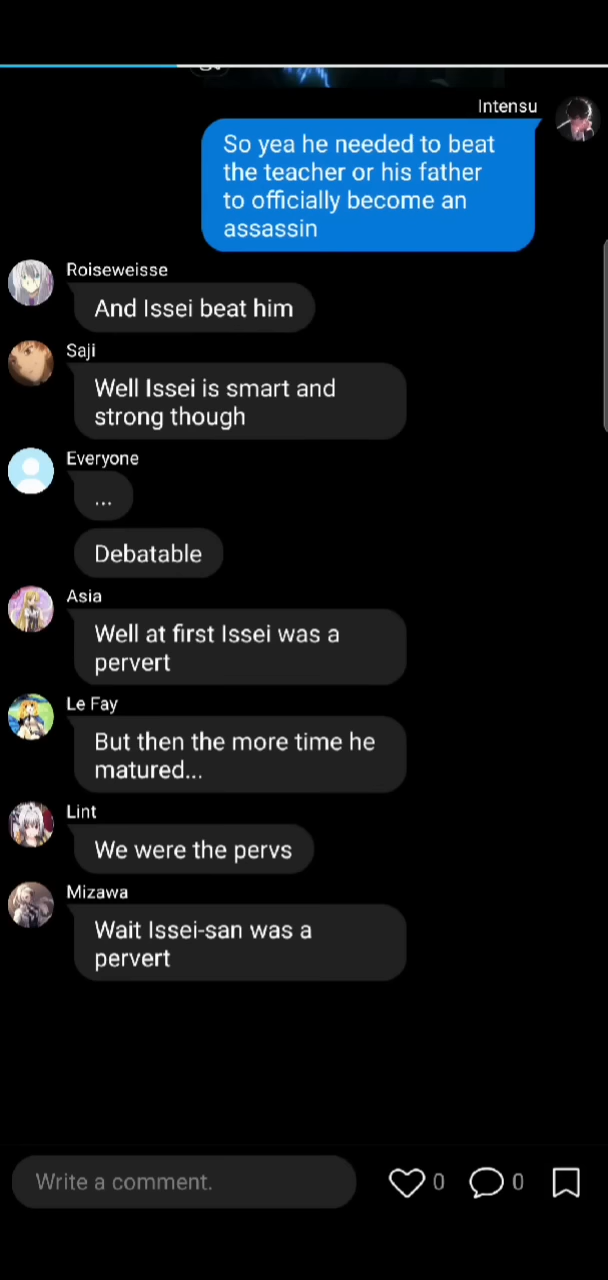 Intensu
So yea he needed to beat
the teacher or his father
to officially become an
assassin
Roiseweisse
And Issei beat him
Saji
Well Issei is smart and
strong though
Everyone
...
Debatable
Asia
Well at first Issei was a
pervert
Le Fay
But then the more time he
matured...
Lint
We were the pervs
Mizawa
Wait Issei-san was a
pervert
Write a comment.
0
0